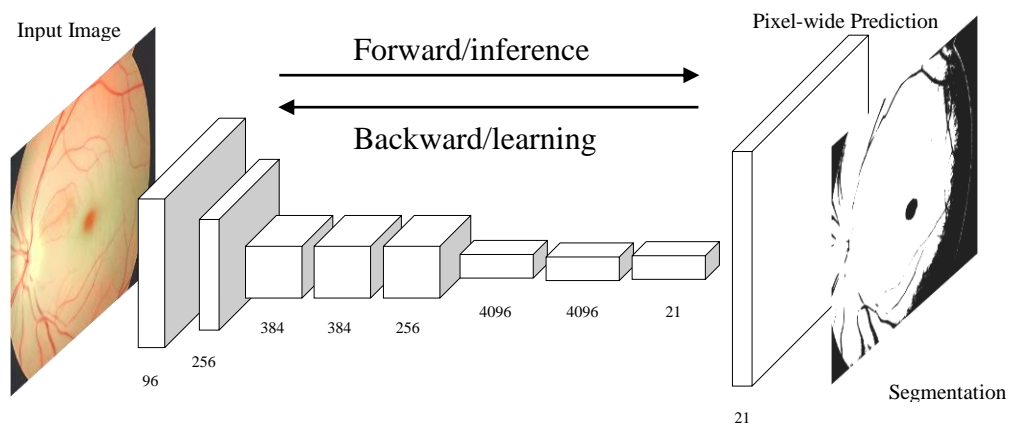 Input Image
Pixel-wide Prediction
Forward/inference
Backward/learning
96
256
384
384
256
4096
4096
21
21
Segmentation